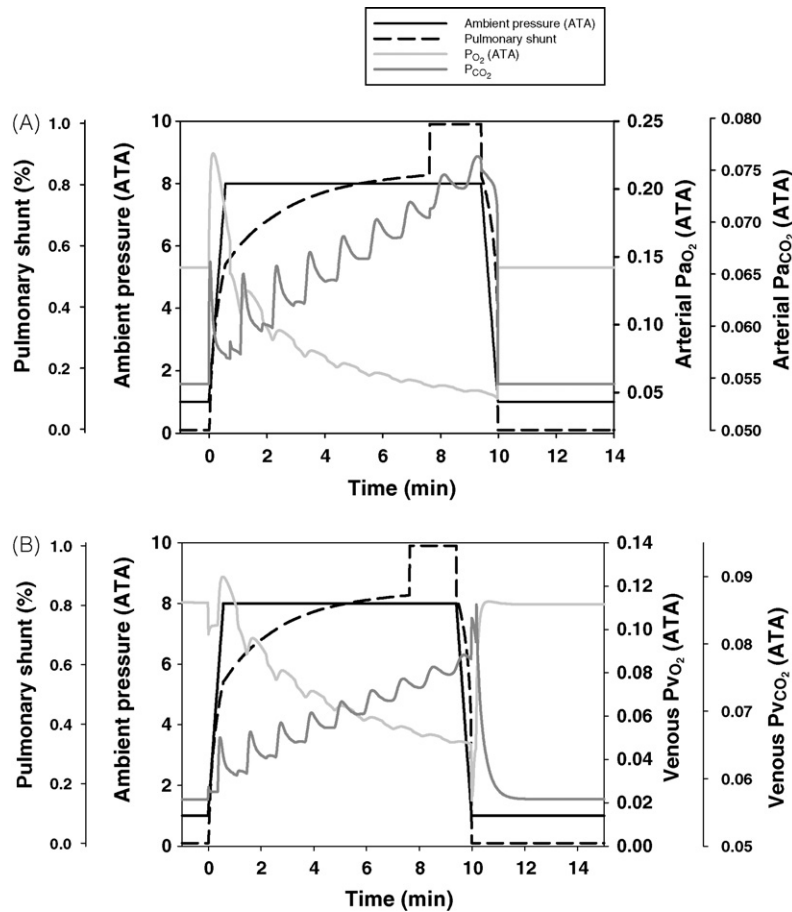 Ambient pressure (ATA)
Pulmonary shunt
P_O2 (ATA)
P_CO2
(A)
Pulmonary shunt (%)
1.0
0.8
0.6
0.4
0.2
0.0
Ambient pressure (ATA)
10
8
6
4
2
0
0.25
0.20
0.15
0.10
0.05
Arterial Pa_O2 (ATA)
0.080
0.075
0.070
0.065
0.060
0.055
0.050
Arterial Pa_CO2 (ATA)
0 2 4 6 8 10 12 14
Time (min)
(B)
Pulmonary shunt (%)
1.0
0.8
0.6
0.4
0.2
0.0
Ambient pressure (ATA)
10
8
6
4
2
0
0.14
0.12
0.10
0.08
0.06
0.04
0.02
0.00
Venous Pv_O2 (ATA)
0.09
0.08
0.07
0.06
0.05
Venous Pv_CO2 (ATA)
0 2 4 6 8 10 12 14
Time (min)